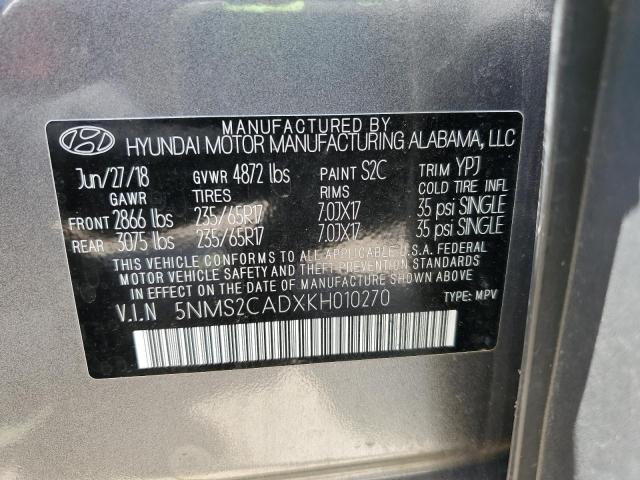 MANUFACTURED BY
HYUNDAI MOTOR MANUFACTURING ALABAMA, LLC
Jun/27/18 GVWR 4872 lbs PAINT S2C TRIM YPJ
GAWR TIRES RIMS COLD TIRE INFL
FRONT 2866 lbs 235/65R17 7.0JX17 35 psi SINGLE
REAR 3075 lbs 235/65R17 7.0JX17 35 psi SINGLE
THIS VEHICLE CONFORMS TO ALL APPLICABLE U.S.A. FEDERAL
MOTOR VEHICLE SAFETY BUMPER, AND THEFT PREVENTION STANDARDS
IN EFFECT ON THE DATE OF MANUFACTURE SHOWN ABOVE.
V.I.N 5NMS2CADXKH010270 TYPE: MPV